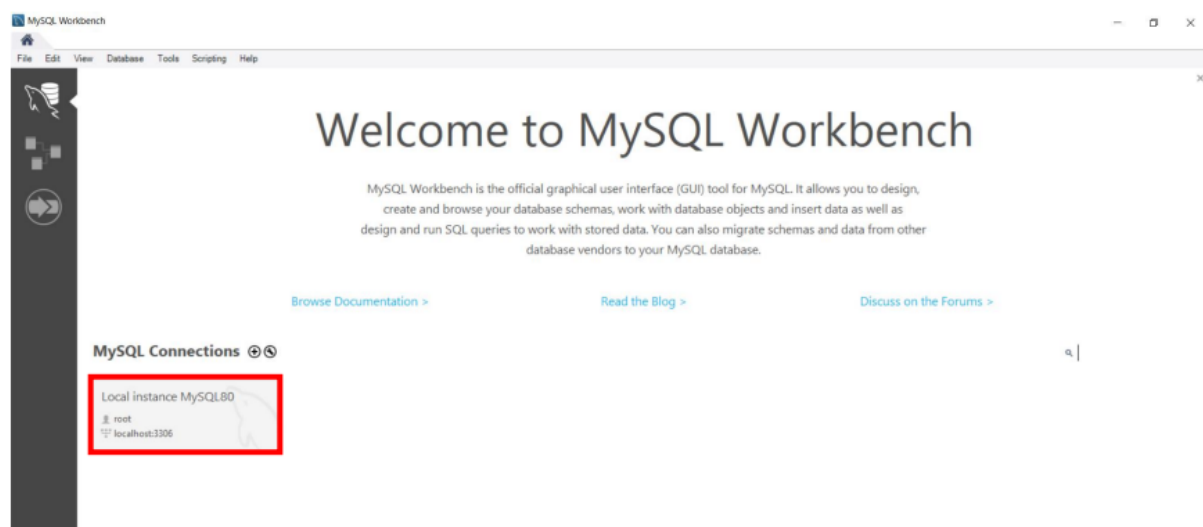 MySQL Workbench
File Edit View Database Tools Scripting Help
Welcome to MySQL Workbench
MySQL Workbench is the official graphical user interface (GUI) tool for MySQL. It allows you to design,
create and browse your database schemas, work with database objects and insert data as well as
design and run SQL queries to work with stored data. You can also migrate schemas and data from other
database vendors to your MySQL database.
Browse Documentation > Read the Blog > Discuss on the Forums >
MySQL Connections
Local instance MySQL80
root
localhost:3306